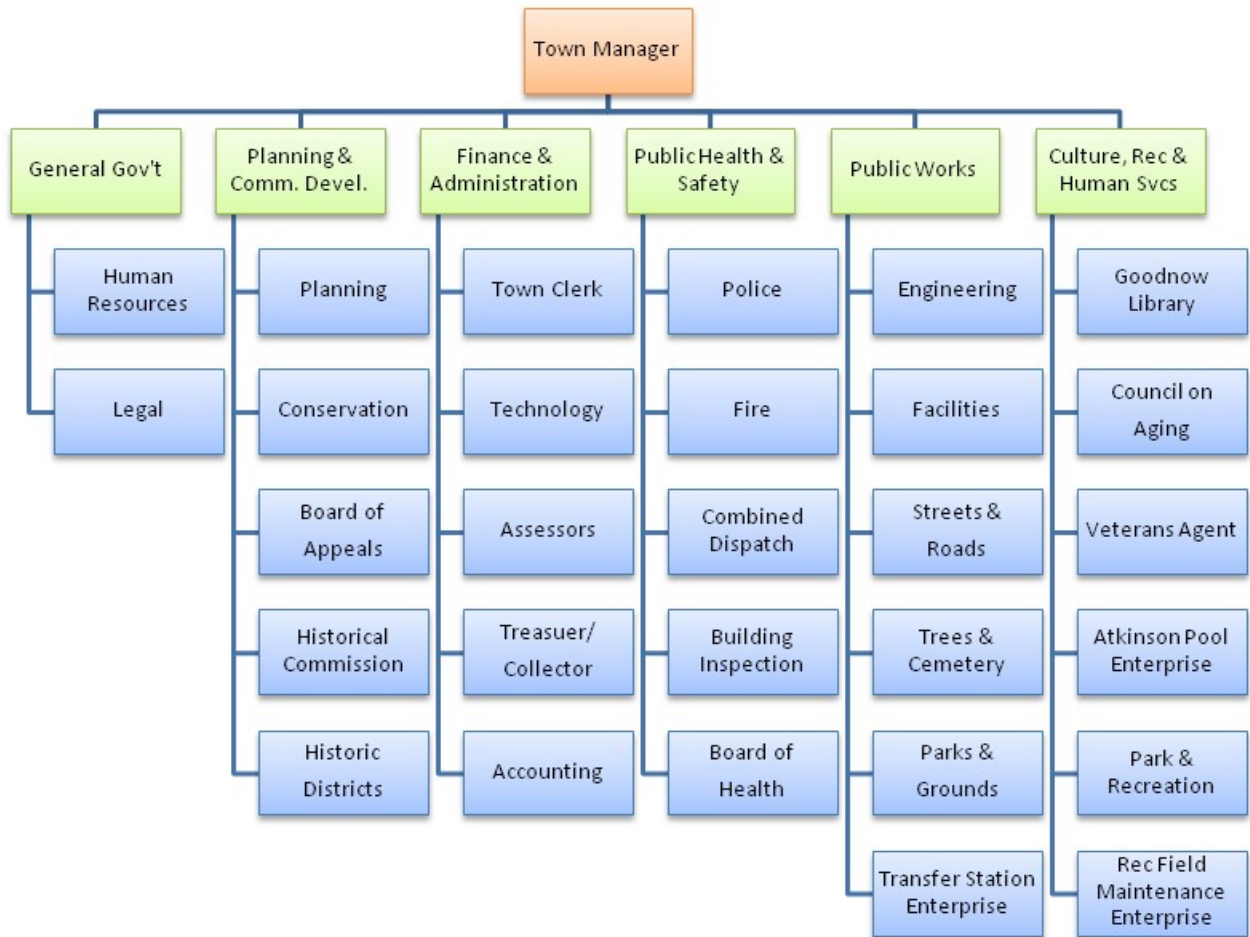 Town Manager
General Gov't
Planning &
Comm. Devel.
Finance &
Administration
Public Health &
Safety
Public Works
Culture, Rec &
Human Svcs
Human
Resources
Legal
Planning
Conservation
Board of
Appeals
Historical
Commission
Historic
Districts
Town Clerk
Technology
Assessors
Treasuer/
Collector
Accounting
Police
Fire
Combined
Dispatch
Building
Inspection
Board of
Health
Engineering
Facilities
Streets &
Roads
Trees &
Cemetery
Parks &
Grounds
Transfer Station
Enterprise
Goodnow
Library
Council on
Aging
Veterans Agent
Atkinson Pool
Enterprise
Park &
Recreation
Rec Field
Maintenance
Enterprise